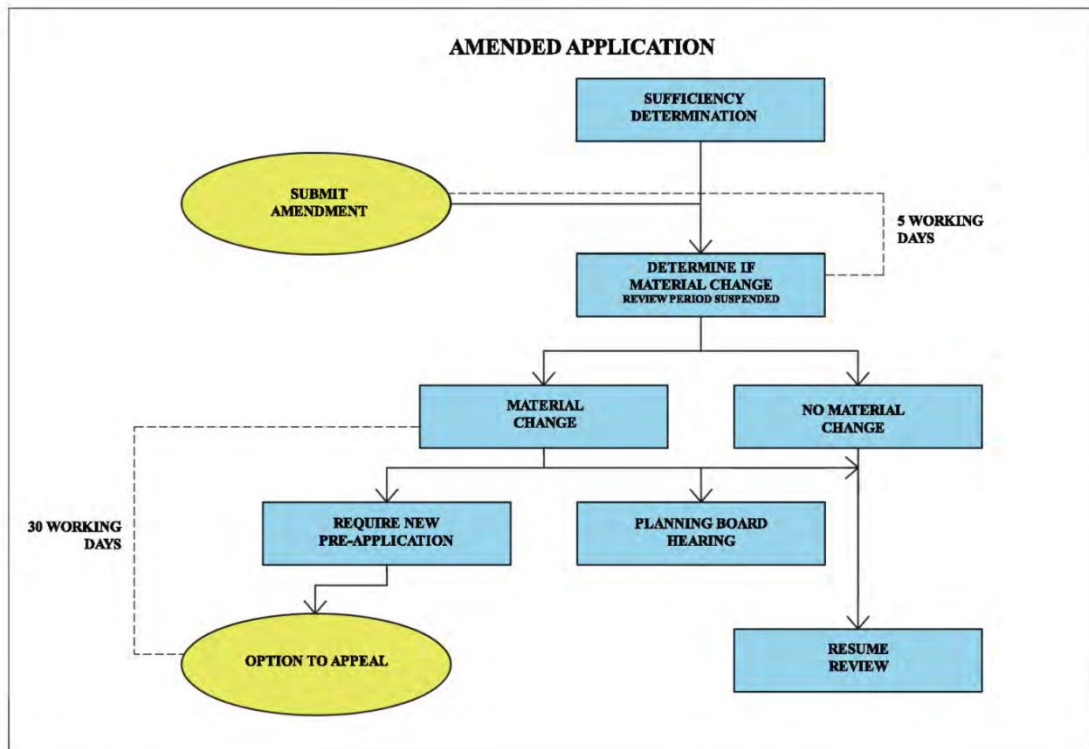 AMENDED APPLICATION
SUFFICIENCY
DETERMINATION
SUBMIT
AMENDMENT
5 WORKING
DAYS
DETERMINE IF
MATERIAL CHANGE
REVIEW PERIOD SUSPENDED
MATERIAL
CHANGE
NO MATERIAL
CHANGE
30 WORKING
DAYS
REQUIRE NEW
PRE-APPLICATION
PLANNING BOARD
HEARING
OPTION TO APPEAL
RESUME
REVIEW